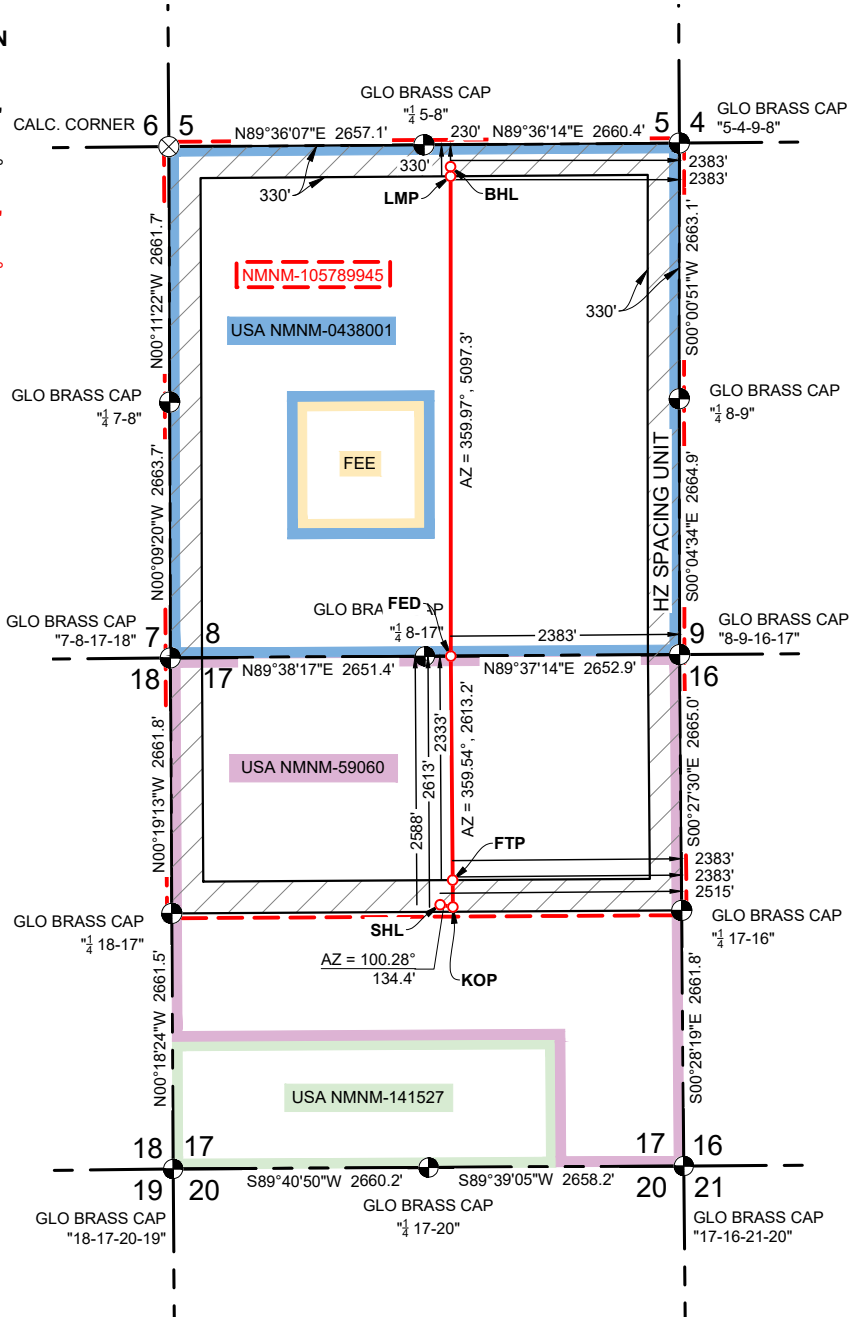 N
GLO BRASS CAP
"1/4 5-8"
CALC. CORNER
6 5
5 4
GLO BRASS CAP
"5-4-9-8"
N89°36'07"E 2657.1'
230'
N89°36'14"E 2660.4'
330'
2383'
2383'
330'
LMP
BHL
N00°11'22"W 2661.7'
S00°00'51"W 2663.1'
NMNM-105789945
330'
USA NMNM-0438001
AZ = 359.97°, 5097.3'
GLO BRASS CAP
"1/4 7-8"
GLO BRASS CAP
"1/4 8-9"
FEE
HZ SPACING UNIT
N00°09'20"W 2663.7'
S00°04'34"E 2664.9'
GLO BRA
FED
P
"1/4 8-17"
GLO BRASS CAP
"7-8-17-18"
GLO BRASS CAP
"8-9-16-17"
7 8
9
2383'
18 17
16
N89°38'17"E 2651.4'
N89°37'14"E 2652.9'
N00°19'13"W 2661.8'
S00°27'30"E 2665.0'
USA NMNM-59060
2588'
2613'
2333'
AZ = 359.54°, 2613.2'
FTP
2383'
2383'
2515'
GLO BRASS CAP
"1/4 18-17"
GLO BRASS CAP
"1/4 17-16"
SHL
AZ = 100.28°
134.4'
KOP
N00°18'24"W 2661.5'
S00°28'19"E 2661.8'
USA NMNM-141527
18 17
17 16
19 20
20 21
S89°40'50"W 2660.2'
S89°39'05"W 2658.2'
GLO BRASS CAP
"1/4 17-20"
GLO BRASS CAP
"18-17-20-19"
GLO BRASS CAP
"17-16-21-20"